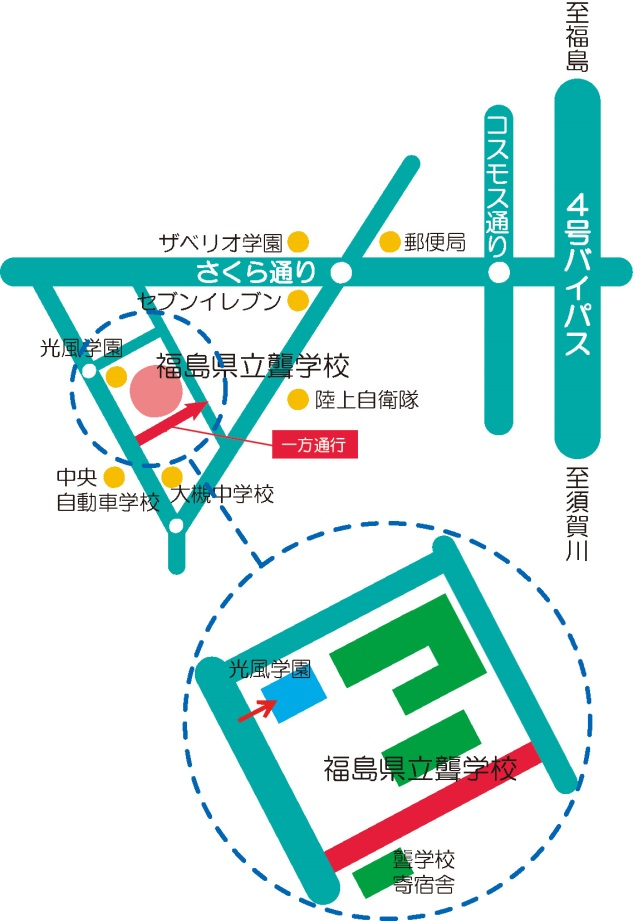 至福島
コスモス通り
4号バイパス
ザベリオ学園
郵便局
さくら通り
セブンイレブン
光風学園
福島県立聾学校
陸上自衛隊
一方通行
中央
自動車学校
大槻中学校
至須賀川
光風学園
福島県立聾学校
聾学校
寄宿舎